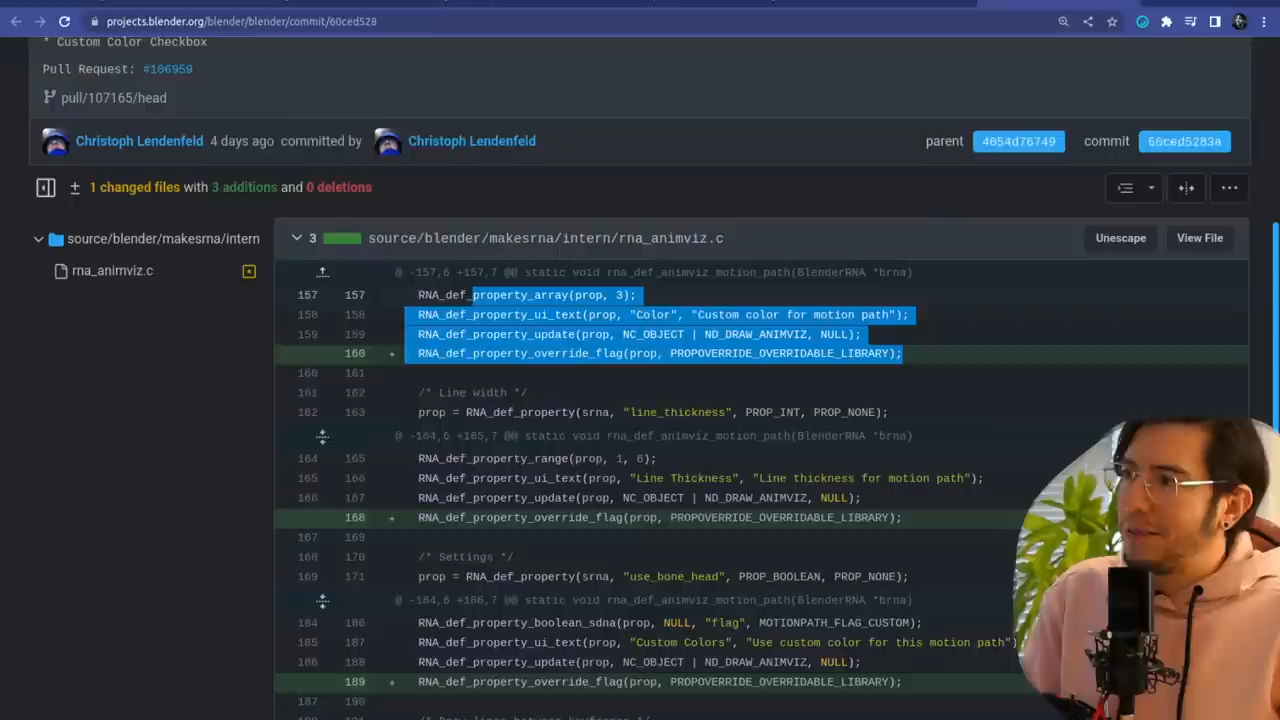 projects.blender.org/blender/blender/commit/60ced528
* Custom Color Checkbox
Pull Request: #106959
pull/107165/head
Christoph Lendenfeld 4 days ago committed by Christoph Lendenfeld parent 4054d76749 commit 60ced5283a
1 changed files with 3 additions and 0 deletions
source/blender/makesrna/intern
rna_animviz.c
3 source/blender/makesrna/intern/rna_animviz.c Unescape View File
@ -157,6 +157,7 @@ static void rna_def_animviz_motion_path(BlenderRNA *brna)
157 157 RNA_def_property_array(prop, 3);
158 158 RNA_def_property_ui_text(prop, "Color", "Custom color for motion path");
159 159 RNA_def_property_update(prop, NC_OBJECT | ND_DRAW_ANIMVIZ, NULL);
160 + RNA_def_property_override_flag(prop, PROPOVERRIDE_OVERRIDABLE_LIBRARY);
160 161
161 162 /* Line width */
162 163 prop = RNA_def_property(srna, "line_thickness", PROP_INT, PROP_NONE);
@ -164,6 +165,7 @@ static void rna_def_animviz_motion_path(BlenderRNA *brna)
164 165 RNA_def_property_range(prop, 1, 6);
165 166 RNA_def_property_ui_text(prop, "Line Thickness", "Line thickness for motion path");
166 167 RNA_def_property_update(prop, NC_OBJECT | ND_DRAW_ANIMVIZ, NULL);
168 + RNA_def_property_override_flag(prop, PROPOVERRIDE_OVERRIDABLE_LIBRARY);
167 169
168 170 /* Settings */
169 171 prop = RNA_def_property(srna, "use_bone_head", PROP_BOOLEAN, PROP_NONE);
@ -184,6 +186,7 @@ static void rna_def_animviz_motion_path(BlenderRNA *brna)
184 186 RNA_def_property_boolean_sdna(prop, NULL, "flag", MOTIONPATH_FLAG_CUSTOM);
185 187 RNA_def_property_ui_text(prop, "Custom Colors", "Use custom color for this motion path")
186 188 RNA_def_property_update(prop, NC_OBJECT | ND_DRAW_ANIMVIZ, NULL);
189 + RNA_def_property_override_flag(prop, PROPOVERRIDE_OVERRIDABLE_LIBRARY);
187 190